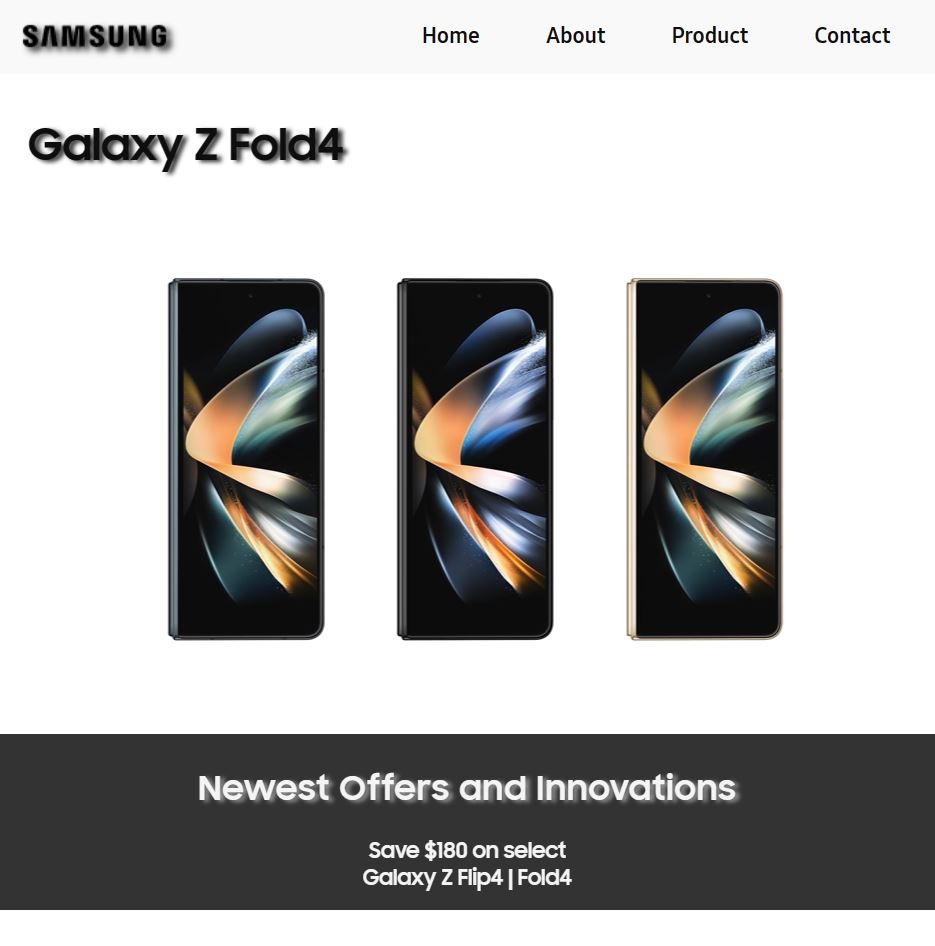 SAMSUNG
Home About Product Contact
Galaxy Z Fold4
Newest Offers and Innovations
Save $180 on select
Galaxy Z Flip4 | Fold4